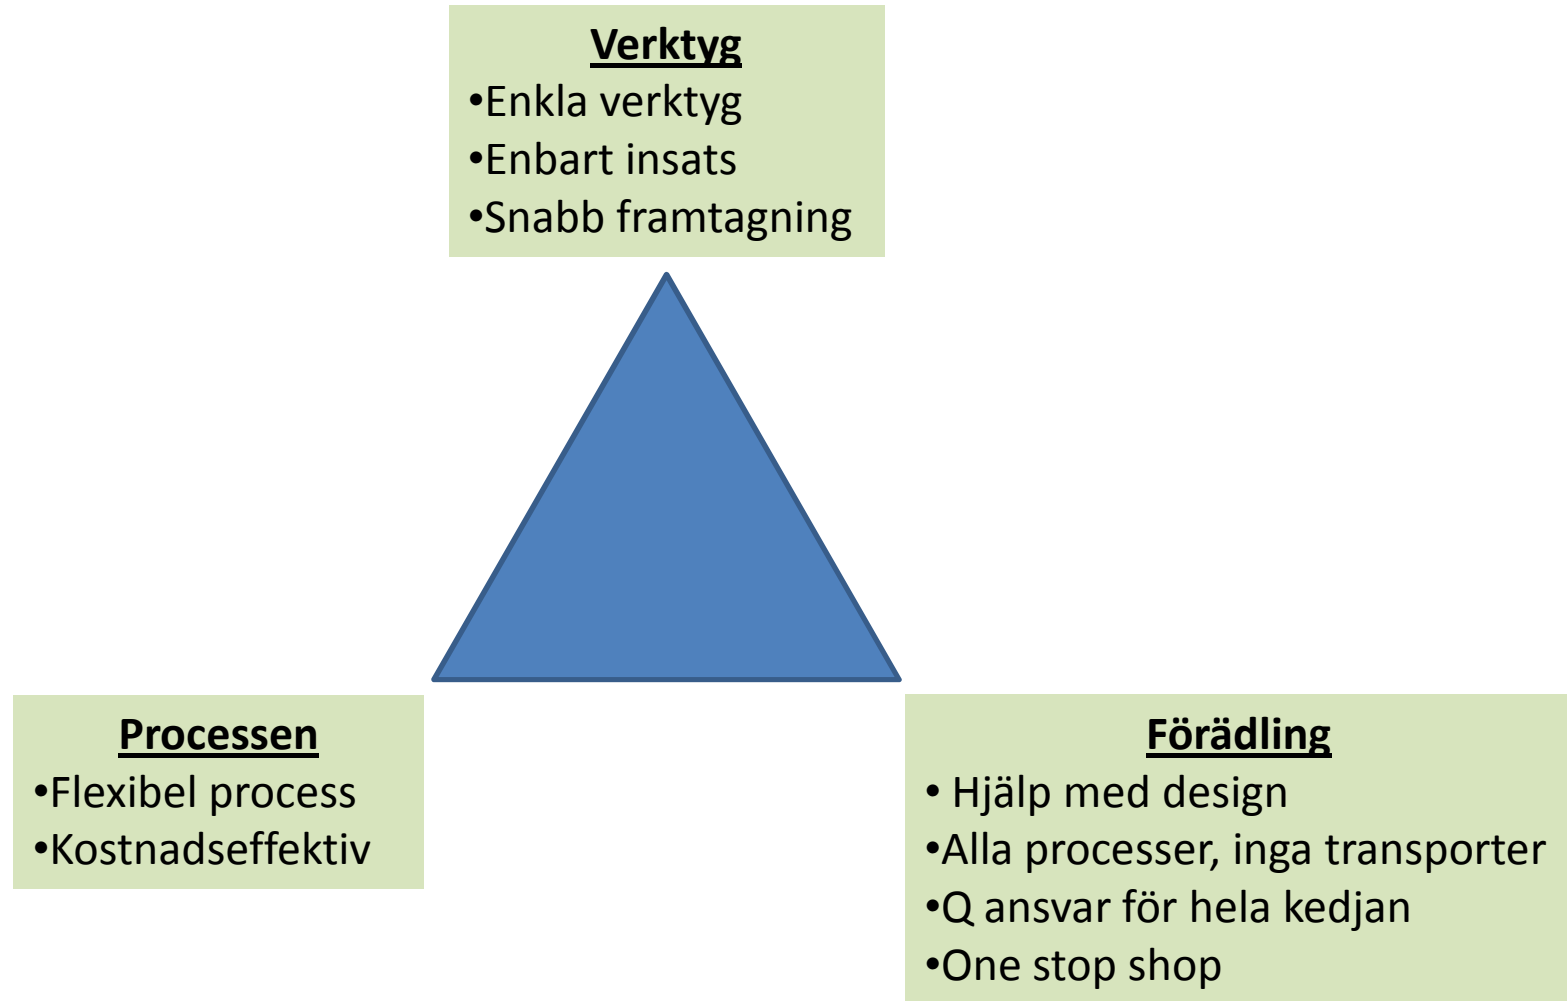 Verktyg
•Enkla verktyg
•Enbart insats
•Snabb framtagning
Processen
•Flexibel process
•Kostnadseffektiv
Förädling
• Hjälp med design
•Alla processer, inga transporter
•Q ansvar för hela kedjan
•One stop shop